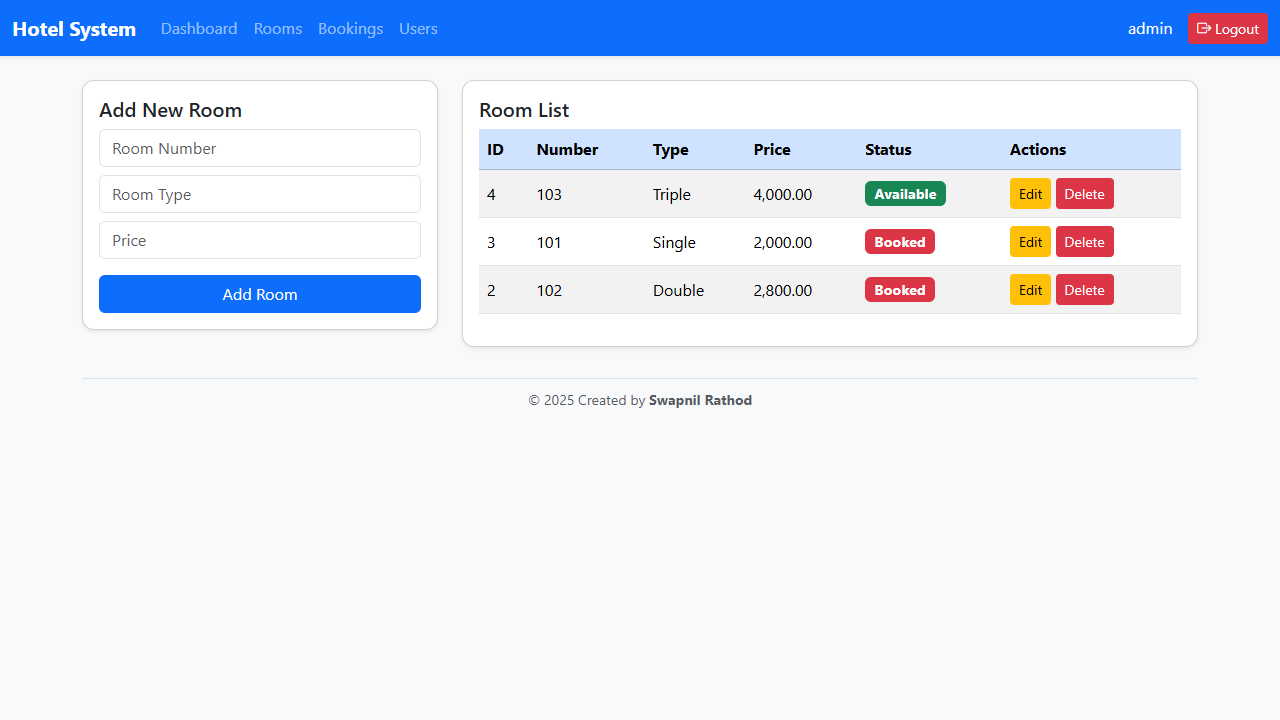 Hotel System Dashboard Rooms Bookings Users admin Logout
Add New Room
Room Number
Room Type
Price
Add Room
Room List
ID Number Type Price Status Actions
4 103 Triple 4,000.00 Available Edit Delete
3 101 Single 2,000.00 Booked Edit Delete
2 102 Double 2,800.00 Booked Edit Delete
© 2025 Created by Swapnil Rathod